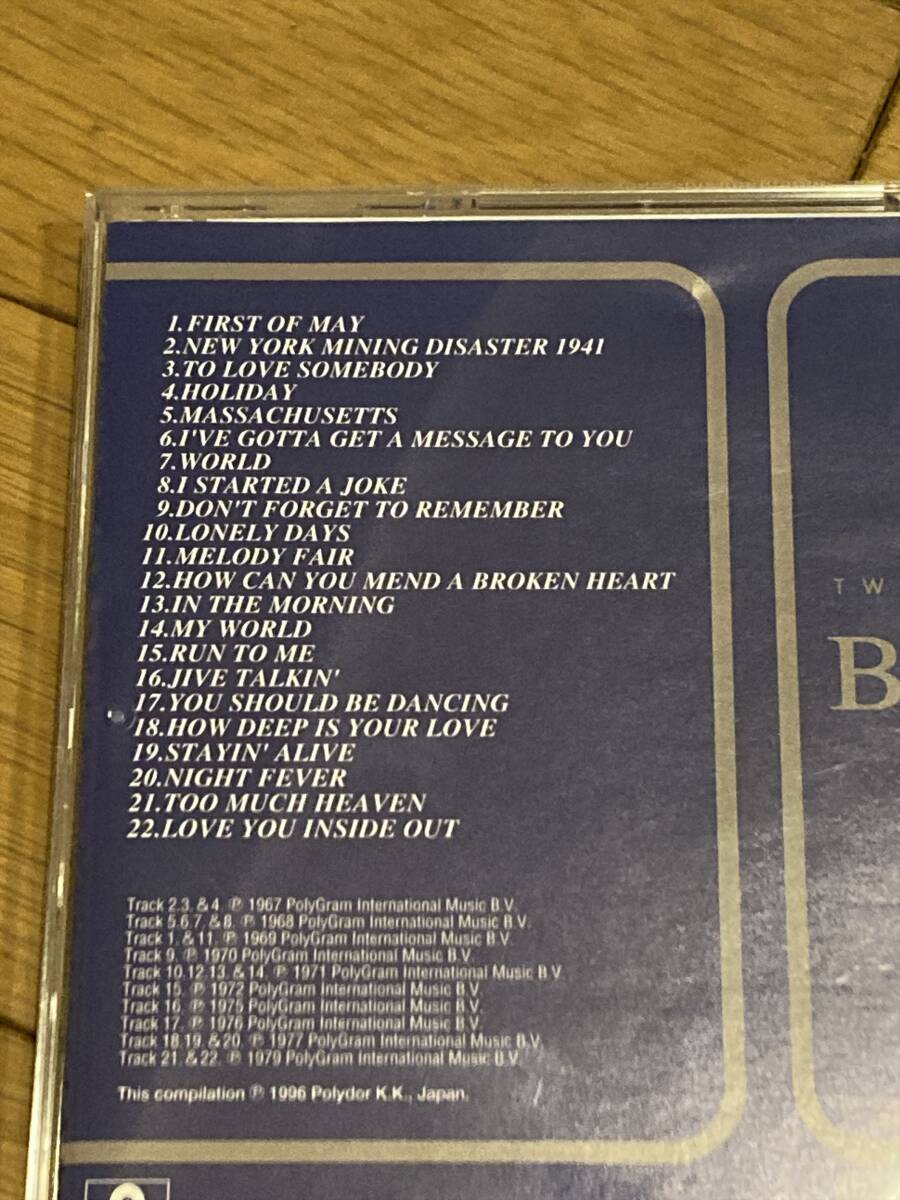 1.FIRST OF MAY
2.NEW YORK MINING DISASTER 1941
3.TO LOVE SOMEBODY
4.HOLIDAY
5.MASSACHUSETTS
6.I'VE GOTTA GET A MESSAGE TO YOU
7.WORLD
8.I STARTED A JOKE
9.DON'T FORGET TO REMEMBER
10.LONELY DAYS
11.MELODY FAIR
12.HOW CAN YOU MEND A BROKEN HEART
13.IN THE MORNING
14.MY WORLD
15.RUN TO ME
16.JIVE TALKIN'
17.YOU SHOULD BE DANCING
18.HOW DEEP IS YOUR LOVE
19.STAYIN' ALIVE
20.NIGHT FEVER
21.TOO MUCH HEAVEN
22.LOVE YOU INSIDE OUT
Track 2.3. & 4. ℗ 1967 PolyGram International Music B.V.
Track 5.6.7. & 8. ℗ 1968 PolyGram International Music B.V.
Track 1. & 11. ℗ 1969 PolyGram International Music B.V.
Track 9. ℗ 1970 PolyGram International Music B.V.
Track 10.12.13. & 14. ℗ 1971 PolyGram International Music B.V.
Track 15. ℗ 1972 PolyGram International Music B.V.
Track 16. ℗ 1975 PolyGram International Music B.V.
Track 17. ℗ 1976 PolyGram International Music B.V.
Track 18.19. & 20. ℗ 1977 PolyGram International Music B.V.
Track 21. & 22. ℗ 1979 PolyGram International Music B.V.
This compilation ℗ 1996 Polydor K.K., Japan.
T W
B